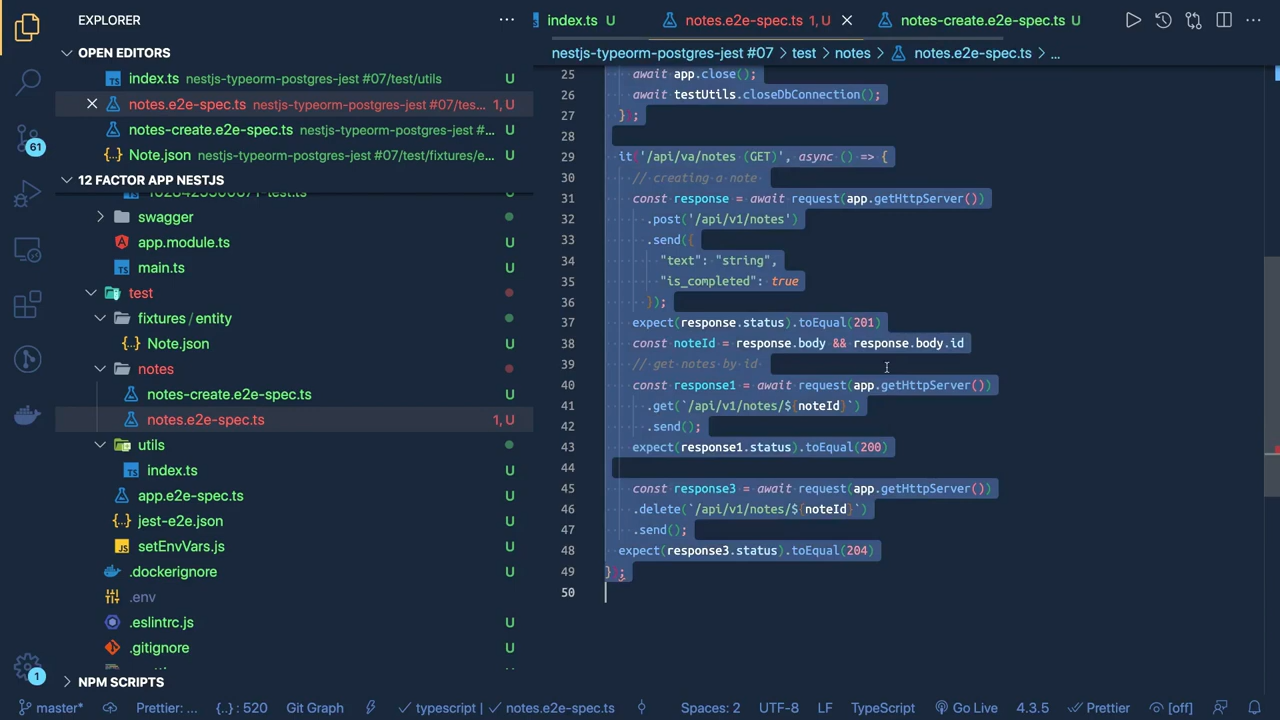 EXPLORER
···
index.ts U
notes.e2e-spec.ts 1, U
notes-create.e2e-spec.ts U
OPEN EDITORS
nestjs-typeorm-postgres-jest #07 > test > notes > notes.e2e-spec.ts > ...
index.ts nestjs-typeorm-postgres-jest #07/test/utils U
notes.e2e-spec.ts nestjs-typeorm-postgres-jest #07/tes... 1, U
notes-create.e2e-spec.ts nestjs-typeorm-postgres-jest #... U
Note.json nestjs-typeorm-postgres-jest #07/test/fixtures/e... U
12 FACTOR APP NESTJS
swagger
app.module.ts U
main.ts U
test
fixtures / entity
Note.json U
notes
notes-create.e2e-spec.ts U
notes.e2e-spec.ts 1, U
utils
index.ts U
app.e2e-spec.ts U
jest-e2e.json U
setEnvVars.js U
.dockerignore U
.env
.eslintrc.js U
.gitignore U
NPM SCRIPTS
61
1
25 await app.close();
26 await testUtils.closeDbConnection();
27 });
28
29 it('/api/va/notes (GET)', async () => {
30 // creating a note
31 const response = await request(app.getHttpServer())
32 .post('/api/v1/notes')
33 .send({
34 "text": "string",
35 "is_completed": true
36 });
37 expect(response.status).toEqual(201)
38 const noteId = response.body && response.body.id
39 // get notes by id
40 const response1 = await request(app.getHttpServer())
41 .get(`/api/v1/notes/${noteId}`)
42 .send();
43 expect(response1.status).toEqual(200)
44
45 const response3 = await request(app.getHttpServer())
46 .delete(`/api/v1/notes/${noteId}`)
47 .send();
48 expect(response3.status).toEqual(204)
49 });
50
master* Prettier: ... {..} : 520 Git Graph typescript | notes.e2e-spec.ts Spaces: 2 UTF-8 LF TypeScript Go Live 4.3.5 Prettier [off]